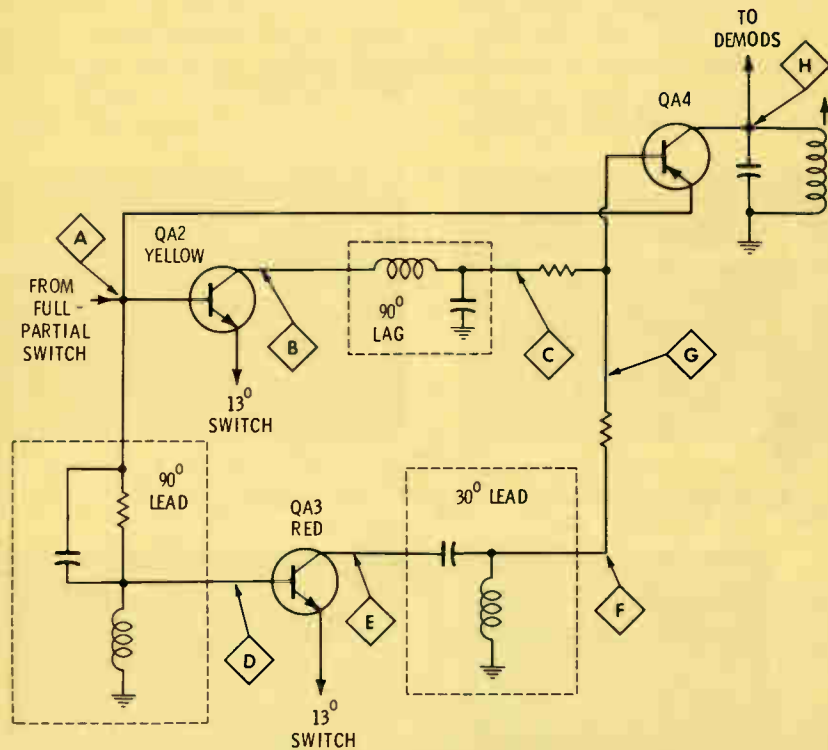 TO
DEMODS
H
QA4
A
QA2
YELLOW
FROM
FULL-
PARTIAL
SWITCH
B
90°
LAG
C
G
13°
SWITCH
90°
LEAD
QA3
RED
30° LEAD
D
E
F
13°
SWITCH